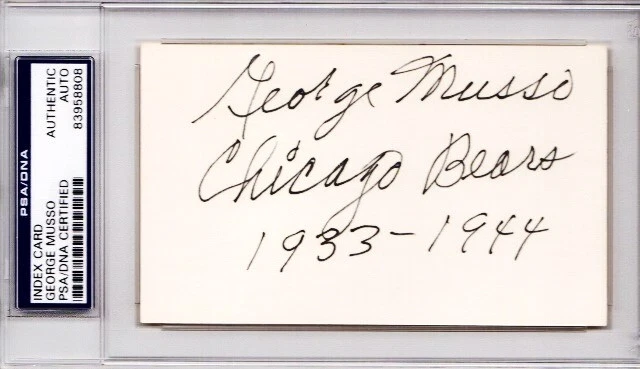 George Musso
Chicago Bears
1933-1944
PSA/DNA
INDEX CARD
GEORGE MUSSO
PSA/DNA CERTIFIED
AUTHENTIC
AUTO
83958808